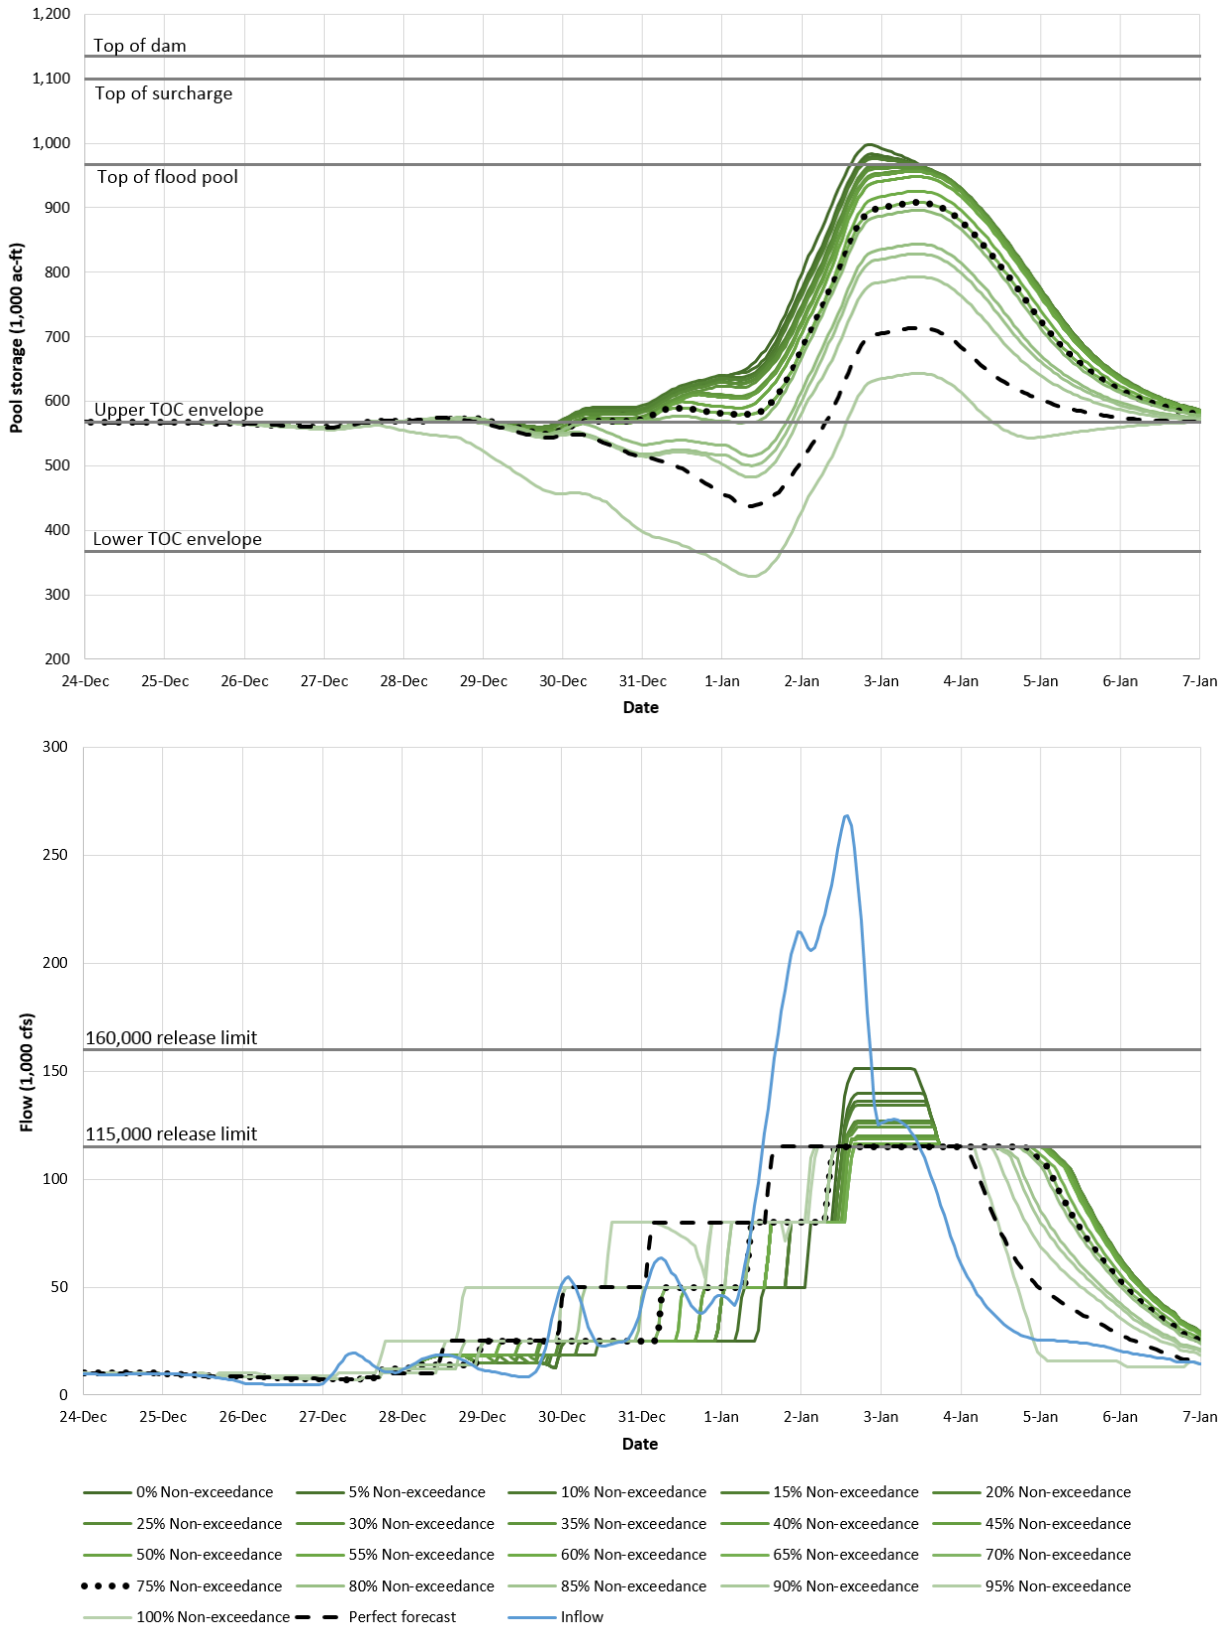 1,200
Top of dam
1,100
Top of surcharge
1,000
Top of flood pool
900
800
700
600
Upper TOC envelope
500
400
Lower TOC envelope
300
200
Pool storage (1,000 ac-ft)
24-Dec 25-Dec 26-Dec 27-Dec 28-Dec 29-Dec 30-Dec 31-Dec 1-Jan 2-Jan 3-Jan 4-Jan 5-Jan 6-Jan 7-Jan
Date
300
250
200
160,000 release limit
150
115,000 release limit
100
50
0
Flow (1,000 cfs)
24-Dec 25-Dec 26-Dec 27-Dec 28-Dec 29-Dec 30-Dec 31-Dec 1-Jan 2-Jan 3-Jan 4-Jan 5-Jan 6-Jan 7-Jan
Date
0% Non-exceedance 5% Non-exceedance 10% Non-exceedance 15% Non-exceedance 20% Non-exceedance
25% Non-exceedance 30% Non-exceedance 35% Non-exceedance 40% Non-exceedance 45% Non-exceedance
50% Non-exceedance 55% Non-exceedance 60% Non-exceedance 65% Non-exceedance 70% Non-exceedance
75% Non-exceedance 80% Non-exceedance 85% Non-exceedance 90% Non-exceedance 95% Non-exceedance
100% Non-exceedance Perfect forecast Inflow